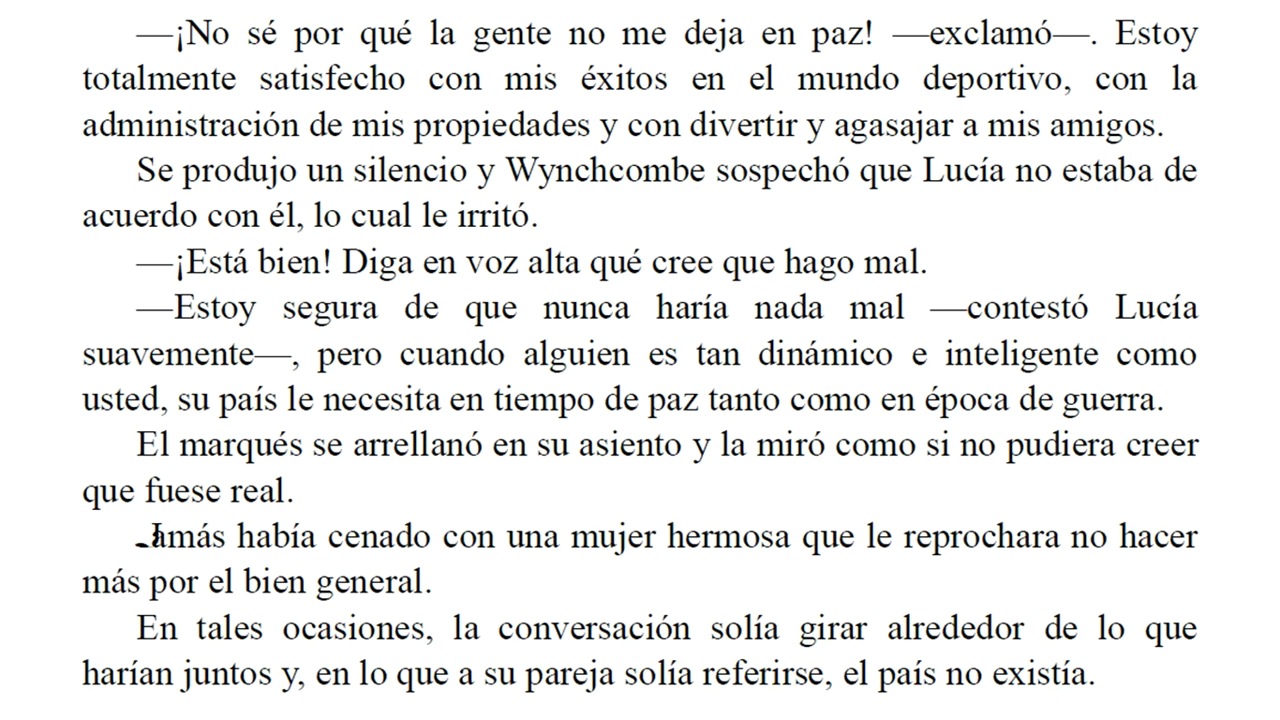 —¡No sé por qué la gente no me deja en paz! —exclamó—. Estoy
totalmente satisfecho con mis éxitos en el mundo deportivo, con la
administración de mis propiedades y con divertir y agasajar a mis amigos.
Se produjo un silencio y Wynchcombe sospechó que Lucía no estaba de
acuerdo con él, lo cual le irritó.
—¡Está bien! Diga en voz alta qué cree que hago mal.
—Estoy segura de que nunca haría nada mal —contestó Lucía
suavemente—, pero cuando alguien es tan dinámico e inteligente como
usted, su país le necesita en tiempo de paz tanto como en época de guerra.
El marqués se arrellanó en su asiento y la miró como si no pudiera creer
que fuese real.
Jamás había cenado con una mujer hermosa que le reprochara no hacer
más por el bien general.
En tales ocasiones, la conversación solía girar alrededor de lo que
harían juntos y, en lo que a su pareja solía referirse, el país no existía.